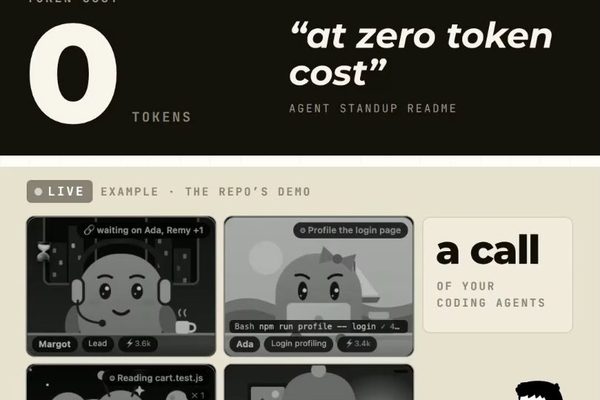 TOKEN COST
0
TOKENS
“at zero token
cost”
AGENT STANDUP README
LIVE
EXAMPLE · THE REPO’S DEMO
waiting on Ada, Remy +1
Margot
Lead
3.6k
Profile the login page
Bash npm run profile –– login ✓ 4…
Ada
Login profiling
3.4k
a call
OF YOUR
CODING AGENTS
Reading cart.test.js
× 1